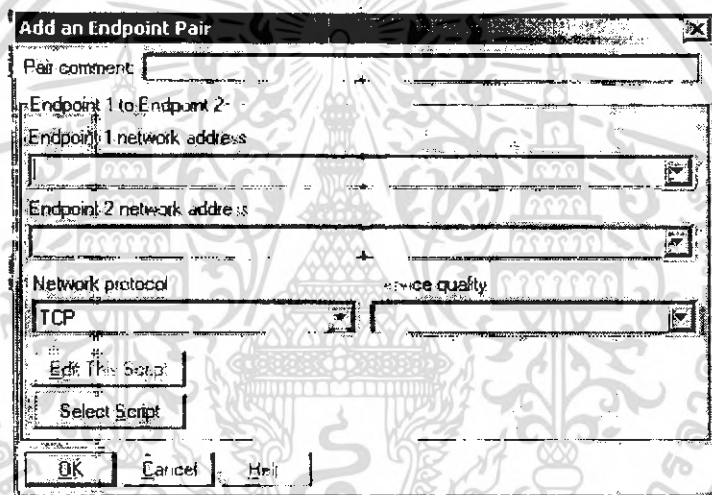 Add an Endpoint Pair
Pair comment:
Endpoint 1 to Endpoint 2
Endpoint 1 network address
Endpoint 2 network address
Network protocol
quality
TCP
Edit This Script
Select Script
OK Cancel Help